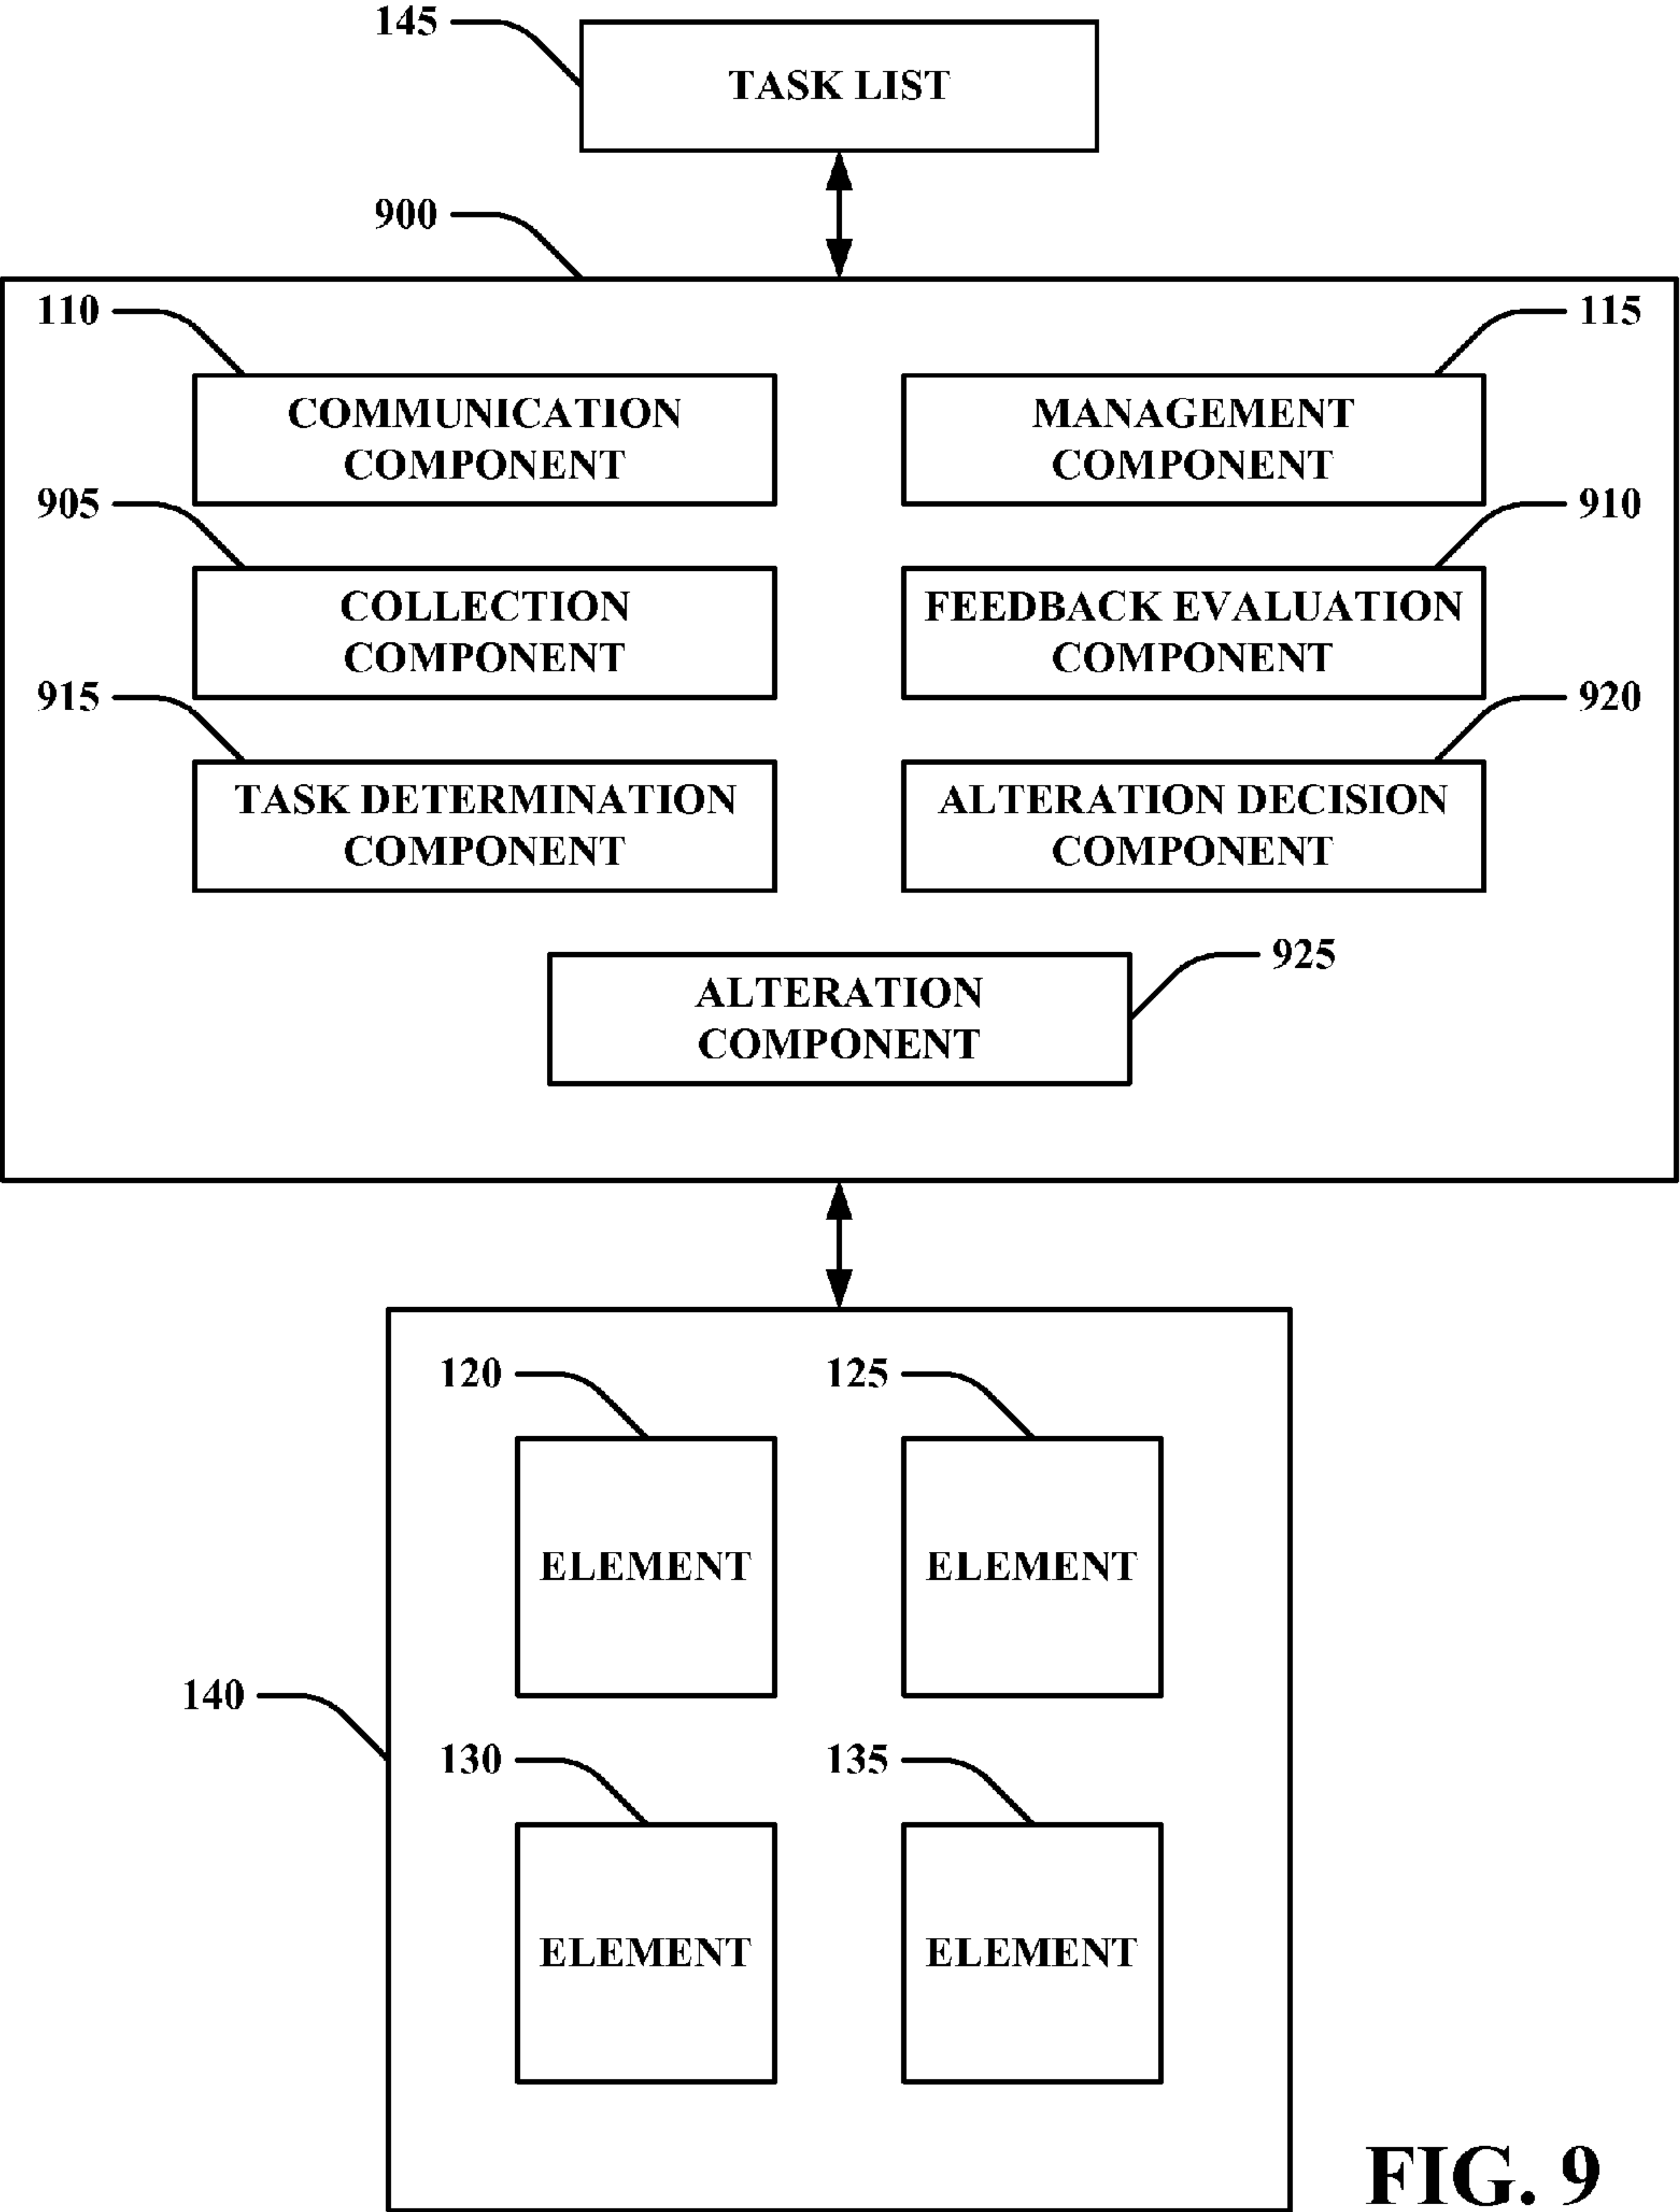 145
TASK LIST
900
110
115
COMMUNICATION
COMPONENT
MANAGEMENT
COMPONENT
905
910
COLLECTION
COMPONENT
FEEDBACK EVALUATION
COMPONENT
915
920
TASK DETERMINATION
COMPONENT
ALTERATION DECISION
COMPONENT
925
ALTERATION
COMPONENT
120
125
ELEMENT
ELEMENT
140
130
135
ELEMENT
ELEMENT
FIG. 9